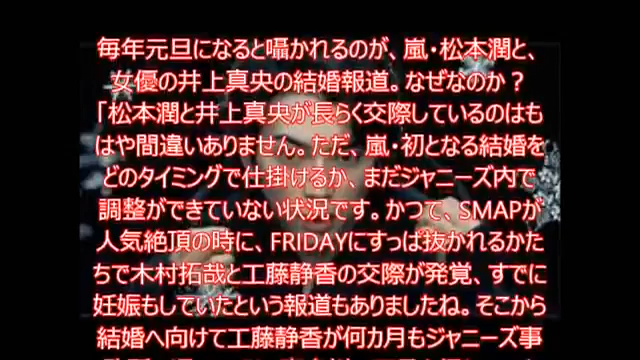 毎年元旦になると囁かれるのが、嵐・松本潤と、
女優の井上真央の結婚報道。なぜなのか？
「松本潤と井上真央が長らく交際しているのはも
はや間違いありません。ただ、嵐・初となる結婚を
どのタイミングで仕掛けるか、まだジャニーズ内で
調整ができていない状況です。かつて、SMAPが
人気絶頂の時に、FRIDAYにすっぱ抜かれるかた
ちで木村拓哉と工藤静香の交際が発覚、すでに
妊娠もしていたという報道もありましたね。そこから
結婚へ向けて工藤静香が何カ月もジャニーズ事